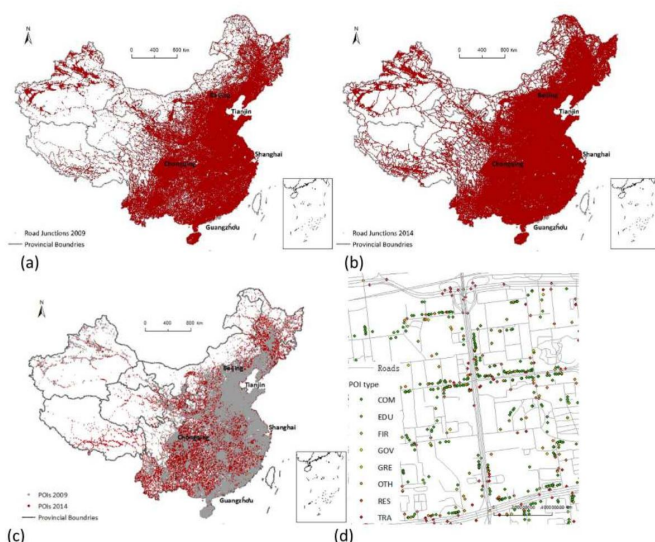 N
0 400 800 Km
Beijing
Tianjin
Chongqing
Shanghai
Guangzhou
Road Junctions 2009
Provincial Boundries
(a)
N
0 400 800 Km
Beijing
Tianjin
Chongqing
Shanghai
Guangzhou
Road Junctions 2014
Provincial Boundries
(b)
N
0 400 800 Km
Beijing
Tianjin
Chongqing
Shanghai
Guangzhou
POIs 2009
POIs 2014
Provincial Boundries
(c)
Roads
POI type
COM
EDU
FIR
GOV
GRE
OTH
RES
TRA
(d)